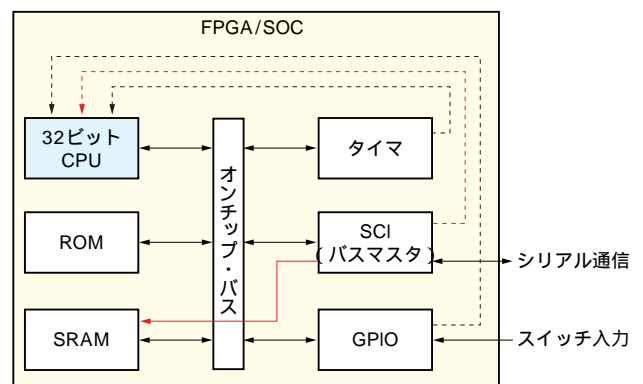 FPGA/SOC
32ビット
CPU
タイマ
オンチップ・バス
ROM
SCI
(バスマスタ)
シリアル通信
SRAM
GPIO
スイッチ入力